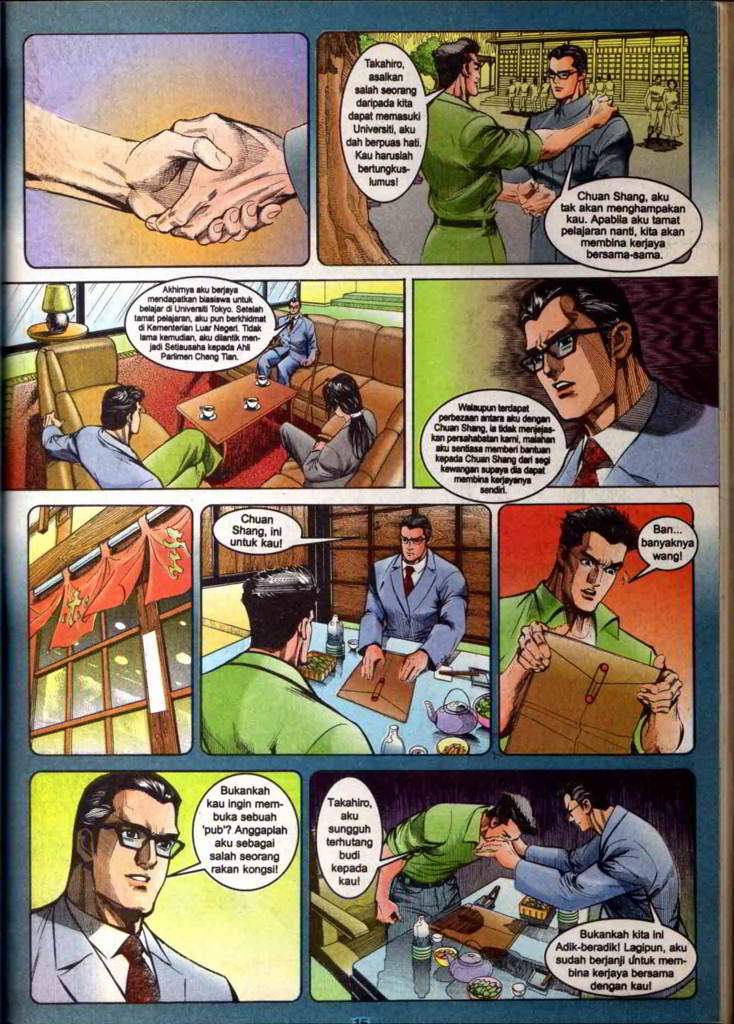 Takahiro,
asalkan
salah seorang
daripada kita
dapat memasuki
Universiti, aku
dah berpuas hati.
Kau haruslah
bertungkus-
lumus!
Chuan Shang, aku
tak akan menghampakan
kau. Apabila aku tamat
pelajaran nanti, kita akan
membina kerjaya
bersama-sama.
Akhirnya aku berjaya
mendapatkan biasiswa untuk
belajar di Universiti Tokyo. Setelah
tamat pelajaran, aku pun berkhidmat
di Kementerian Luar Negeri. Tidak
lama kemudian, aku dilantik men-
jadi Setiausaha kepada Ahli
Parlimen Cheng Tian.
Walaupun terdapat
perbezaan antara aku dengan
Chuan Shang, ia tidak menjejas-
kan persahabatan kami, malahan
aku sentiasa memberi bantuan
kepada Chuan Shang dari segi
kewangan supaya dia dapat
membina kerjayanya
sendiri.
Chuan
Shang, ini
untuk kau!
Ban...
banyaknya
wang!
Bukankah
kau ingin mem-
buka sebuah
'pub'? Anggaplah
aku sebagai
salah seorang
rakan kongsi!
Takahiro,
aku
sungguh
terhutang
budi
kepada
kau!
Bukankah kita ini
Adik-beradik! Lagipun, aku
sudah berjanji untuk mem-
bina kerjaya bersama
dengan kau!
15